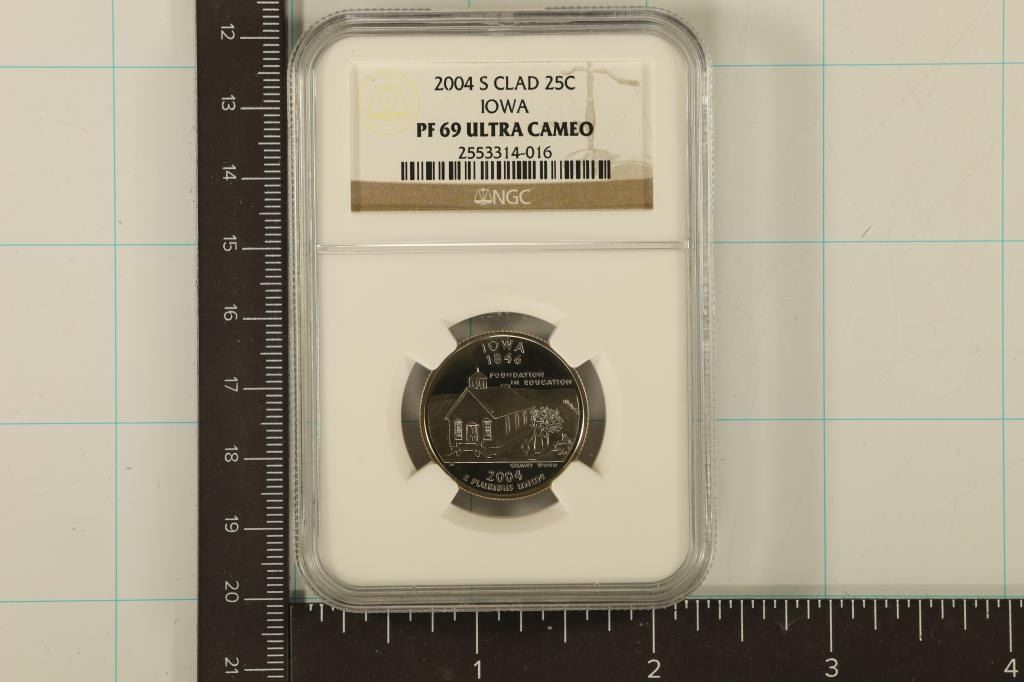 2004 S CLAD 25C
IOWA
PF 69 ULTRA CAMEO
2553314-016
NGC
IOWA
1846
FOUNDATION
IN EDUCATION
GRANT WOOD
2004
E PLURIBUS UNUM
12
13
14
15
16
17
18
19
20
21
1 2 3 4